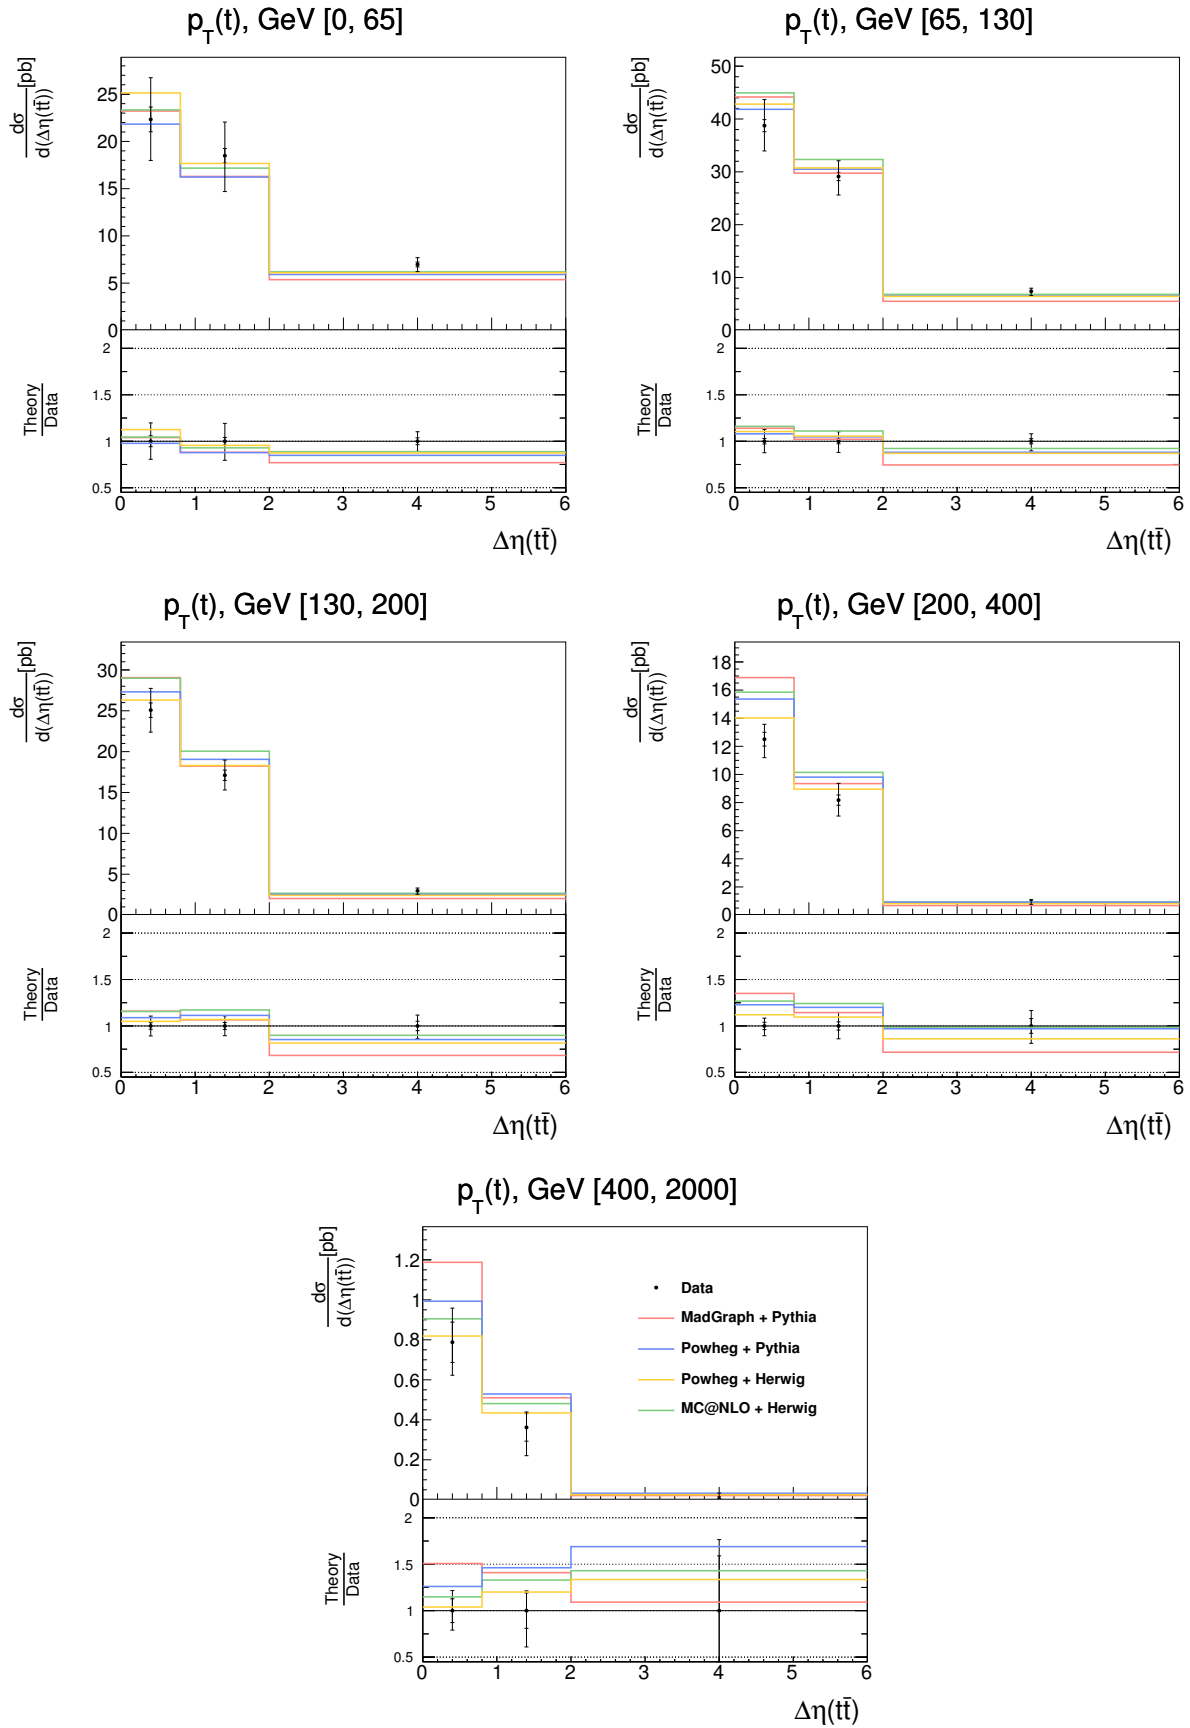 p_T(t), GeV [0, 65]
dσ
d(Δη(tt̄))
[pb]
25
20
15
10
5
0
Theory
Data
2
1.5
1
0.5
0 1 2 3 4 5 6
Δη(tt̄)
p_T(t), GeV [65, 130]
dσ
d(Δη(tt̄))
[pb]
50
40
30
20
10
0
Theory
Data
2
1.5
1
0.5
0 1 2 3 4 5 6
Δη(tt̄)
p_T(t), GeV [130, 200]
dσ
d(Δη(tt̄))
[pb]
30
25
20
15
10
5
0
Theory
Data
2
1.5
1
0.5
0 1 2 3 4 5 6
Δη(tt̄)
p_T(t), GeV [200, 400]
dσ
d(Δη(tt̄))
[pb]
18
16
14
12
10
8
6
4
2
0
Theory
Data
2
1.5
1
0.5
0 1 2 3 4 5 6
Δη(tt̄)
p_T(t), GeV [400, 2000]
dσ
d(Δη(tt̄))
[pb]
1.2
1
0.8
0.6
0.4
0.2
0
Data
MadGraph + Pythia
Powheg + Pythia
Powheg + Herwig
MC@NLO + Herwig
Theory
Data
2
1.5
1
0.5
0 1 2 3 4 5 6
Δη(tt̄)